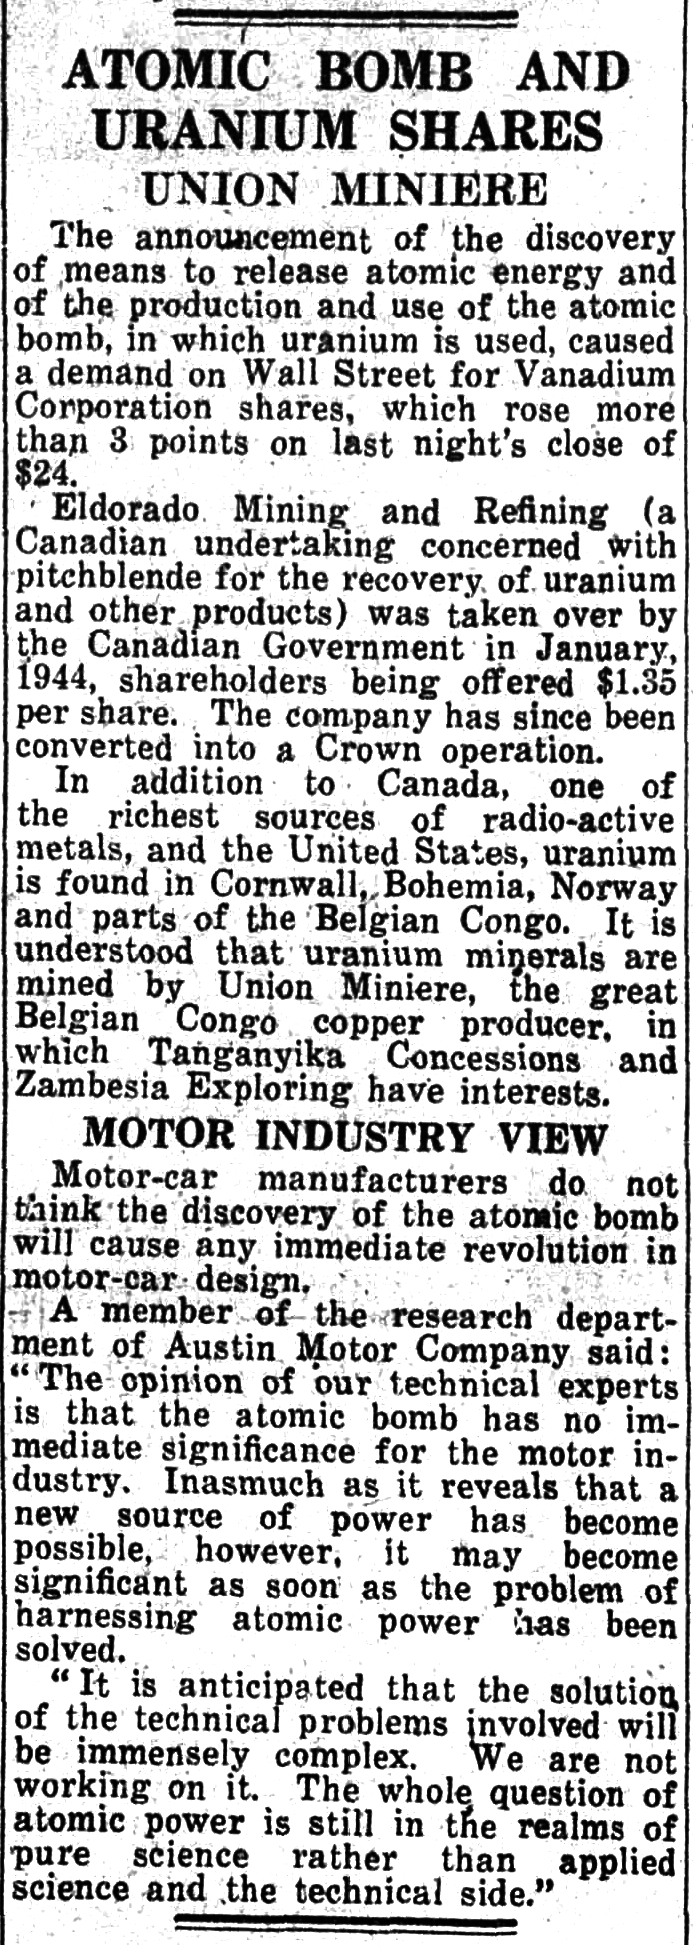 ATOMIC BOMB AND
URANIUM SHARES
UNION MINIERE
The announcement of the discovery
of means to release atomic energy and
of the production and use of the atomic
bomb, in which uranium is used, caused
a demand on Wall Street for Vanadium
Corporation shares, which rose more
than 3 points on last night's close of
$24.
Eldorado Mining and Refining (a
Canadian undertaking concerned with
pitchblende for the recovery of uranium
and other products) was taken over by
the Canadian Government in January,
1944, shareholders being offered $1.35
per share. The company has since been
converted into a Crown operation.
In addition to Canada, one of
the richest sources of radio-active
metals, and the United States, uranium
is found in Cornwall, Bohemia, Norway
and parts of the Belgian Congo. It is
understood that uranium minerals are
mined by Union Miniere, the great
Belgian Congo copper producer, in
which Tanganyika Concessions and
Zambesia Exploring have interests.
MOTOR INDUSTRY VIEW
Motor-car manufacturers do not
think the discovery of the atomic bomb
will cause any immediate revolution in
motor-car design.
A member of the research depart-
ment of Austin Motor Company said:
"The opinion of our technical experts
is that the atomic bomb has no im-
mediate significance for the motor in-
dustry. Inasmuch as it reveals that a
new source of power has become
possible, however, it may become
significant as soon as the problem of
harnessing atomic power has been
solved.
"It is anticipated that the solution
of the technical problems involved will
be immensely complex. We are not
working on it. The whole question of
atomic power is still in the realms of
pure science rather than applied
science and the technical side."